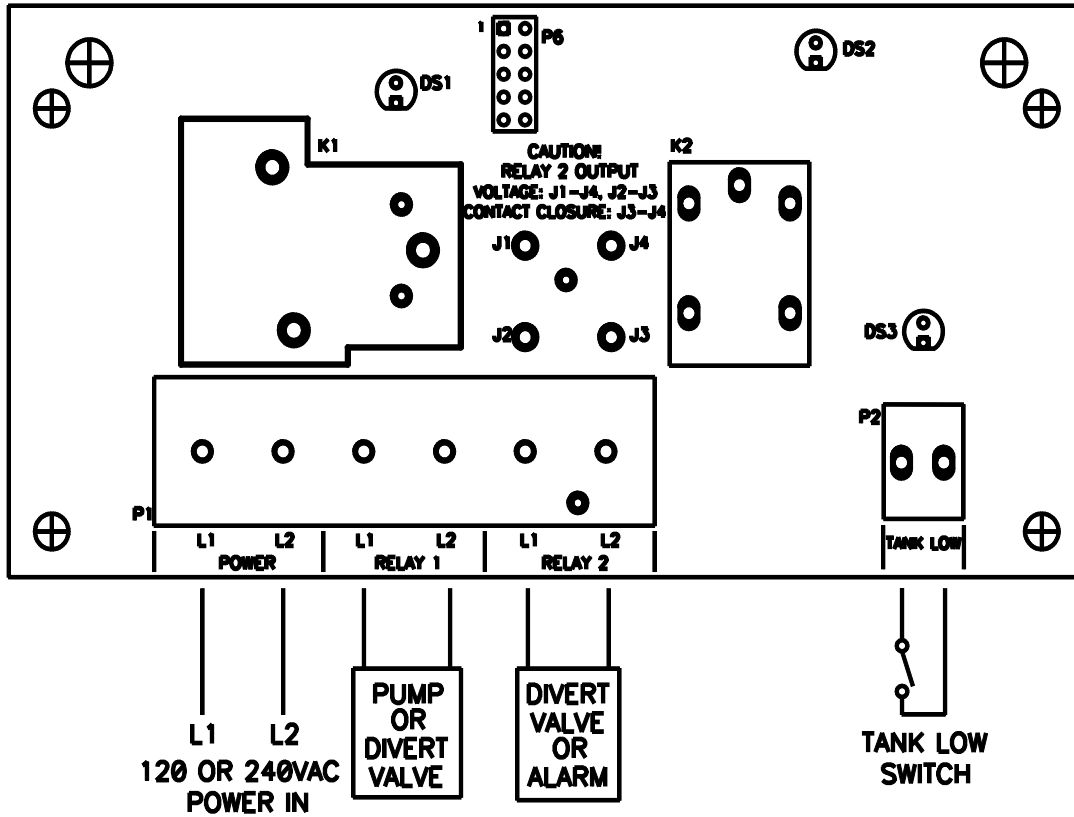 1
P6
DS2
DS1
K1
CAUTION!
RELAY 2 OUTPUT
VOLTAGE: J1-J4, J2-J3
CONTACT CLOSURE: J3-J4
K2
J1
J4
J2
J3
DS3
P2
P1
L1 L2 L1 L2 L1 L2
POWER RELAY 1 RELAY 2
TANK LOW
L1 L2
120 OR 240VAC
POWER IN
PUMP
OR
DIVERT
VALVE
DIVERT
VALVE
OR
ALARM
TANK LOW
SWITCH